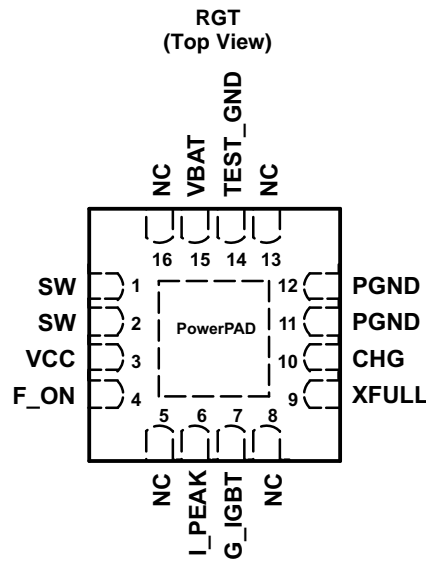 RGT
(Top View)
NC
VBAT
TEST_GND
NC
16 15 14 13
SW 1
SW 2
VCC 3
F_ON 4
PowerPAD
12 PGND
11 PGND
10 CHG
9 XFULL
5 6 7 8
NC
I_PEAK
G_IGBT
NC